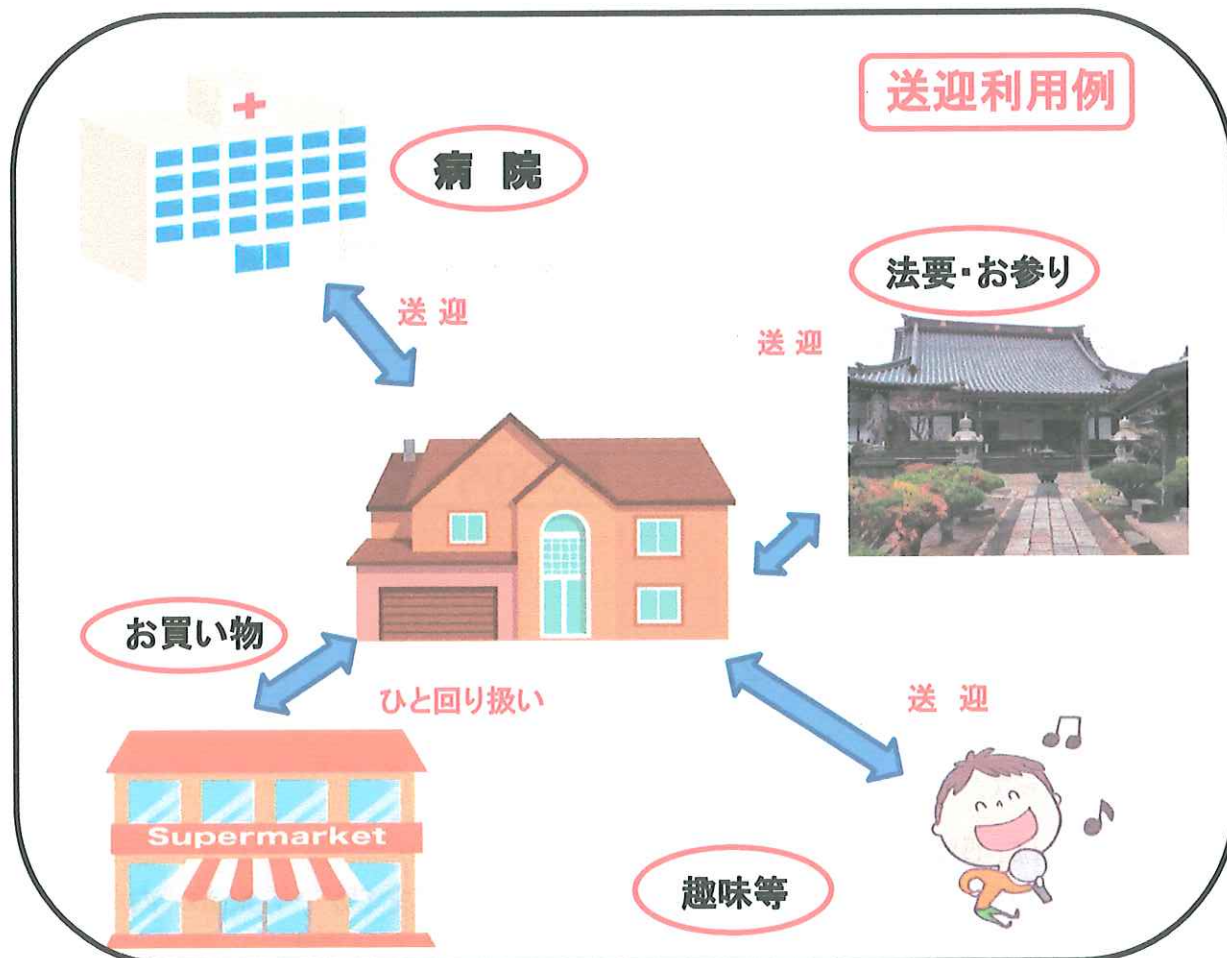 送迎利用例
病院
法要・お参り
送迎
送迎
お買い物
ひと回り扱い
送迎
Supermarket
趣味等